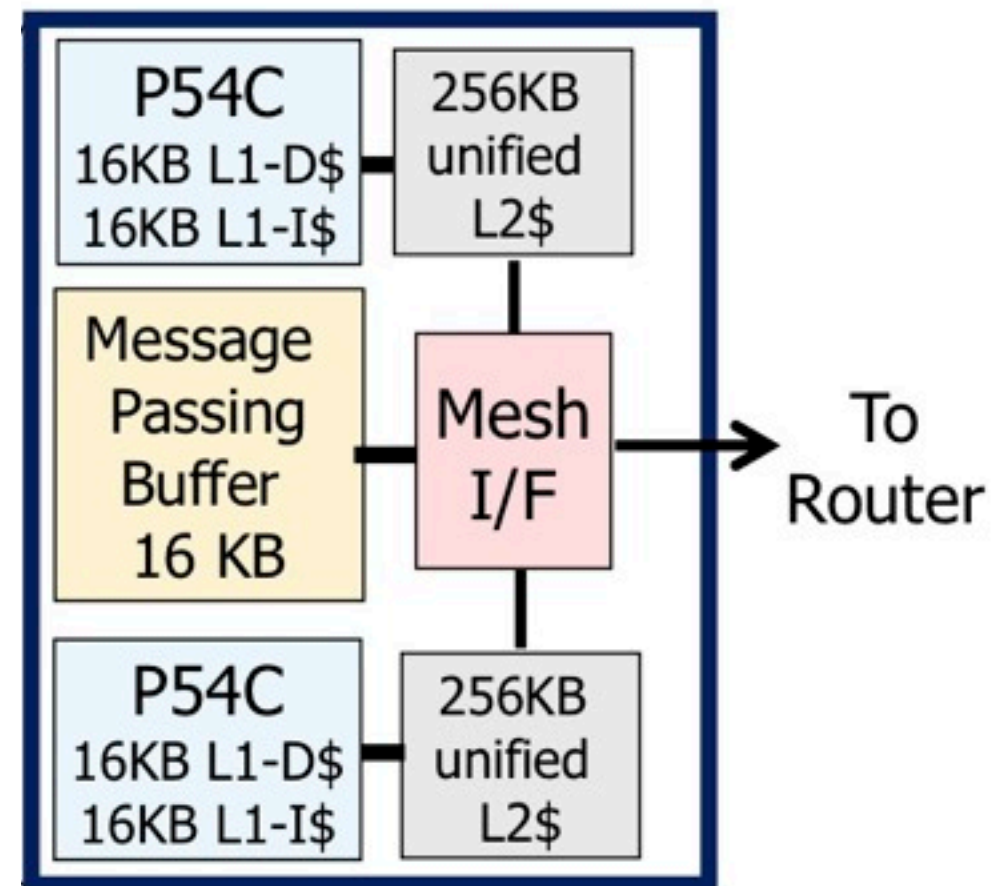 P54C
16KB L1-D$
16KB L1-I$
256KB
unified
L2$
Message
Passing
Buffer
16 KB
Mesh
I/F
To
Router
P54C
16KB L1-D$
16KB L1-I$
256KB
unified
L2$